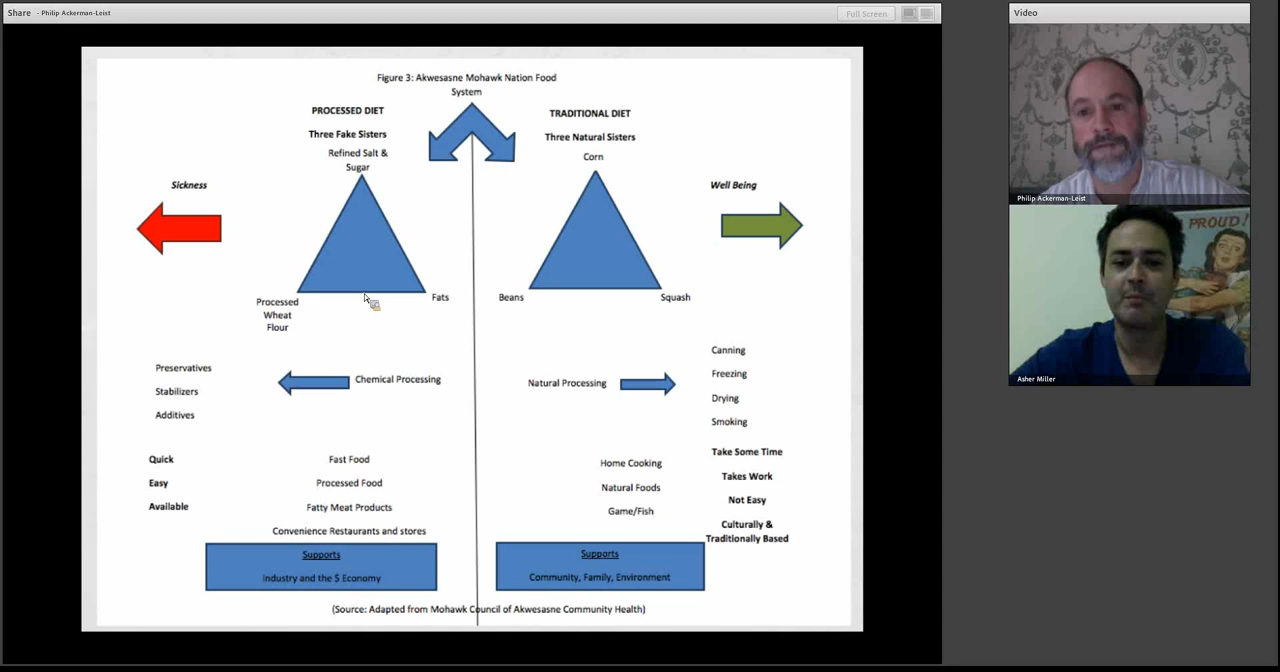 Share - Philip Ackerman-Leist
Full Screen
Video
Figure 3: Akwesasne Mohawk Nation Food
System
PROCESSED DIET
Three Fake Sisters
Refined Salt &
Sugar
Sickness
Processed
Wheat
Flour
Fats
Preservatives
Stabilizers
Additives
Chemical Processing
Quick
Easy
Available
Fast Food
Processed Food
Fatty Meat Products
Convenience Restaurants and stores
Supports
Industry and the $ Economy
TRADITIONAL DIET
Three Natural Sisters
Corn
Well Being
Beans
Squash
Natural Processing
Canning
Freezing
Drying
Smoking
Home Cooking
Natural Foods
Game/Fish
Take Some Time
Takes Work
Not Easy
Culturally &
Traditionally Based
Supports
Community, Family, Environment
(Source: Adapted from Mohawk Council of Akwesasne Community Health)
Philip Ackerman-Leist
PROUD!
Asher Miller